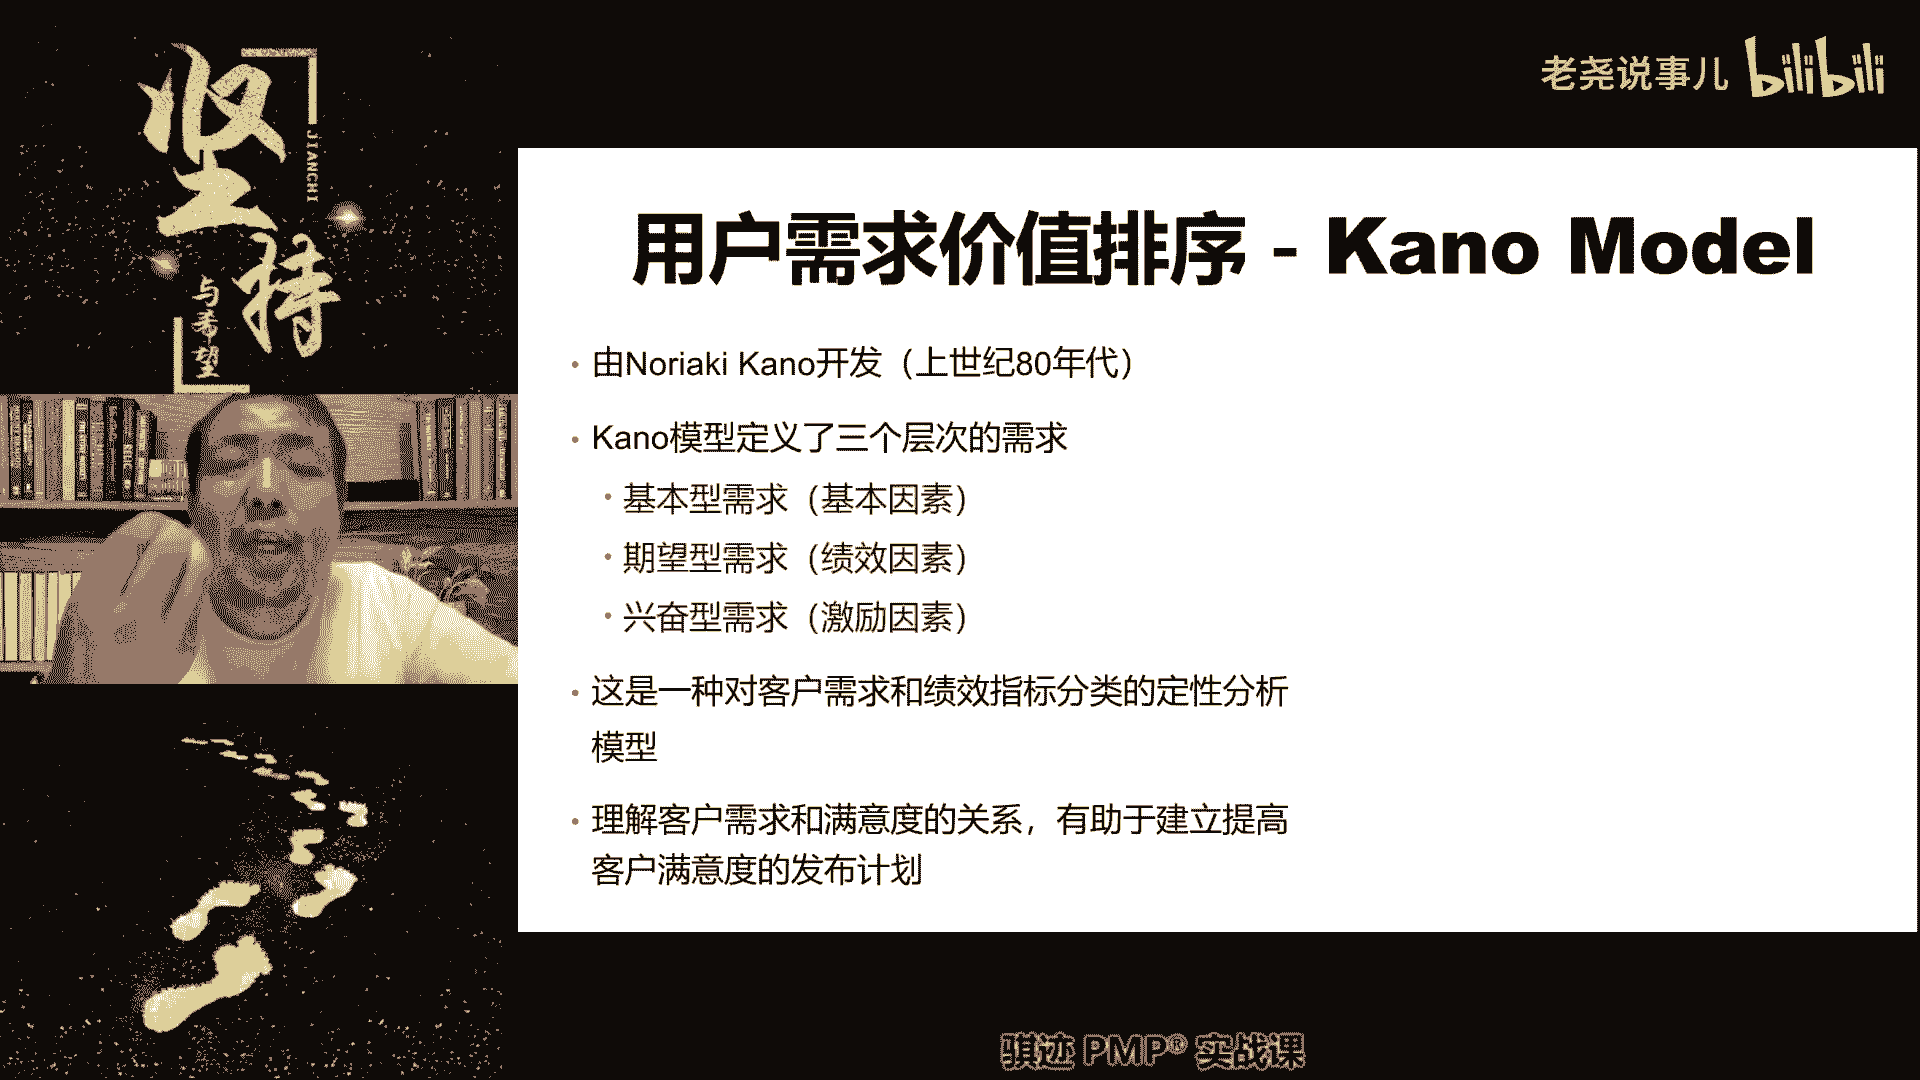 坚持
JIANCHI
与希望
老尧说事儿 bilibili
用户需求价值排序 - Kano Model
• 由Noriaki Kano开发（上世纪80年代）
• Kano模型定义了三个层次的需求
• 基本型需求（基本因素）
• 期望型需求（绩效因素）
• 兴奋型需求（激励因素）
• 这是一种对客户需求和绩效指标分类的定性分析
模型
• 理解客户需求和满意度的关系，有助于建立提高
客户满意度的发布计划
骐迹 PMP® 实战课